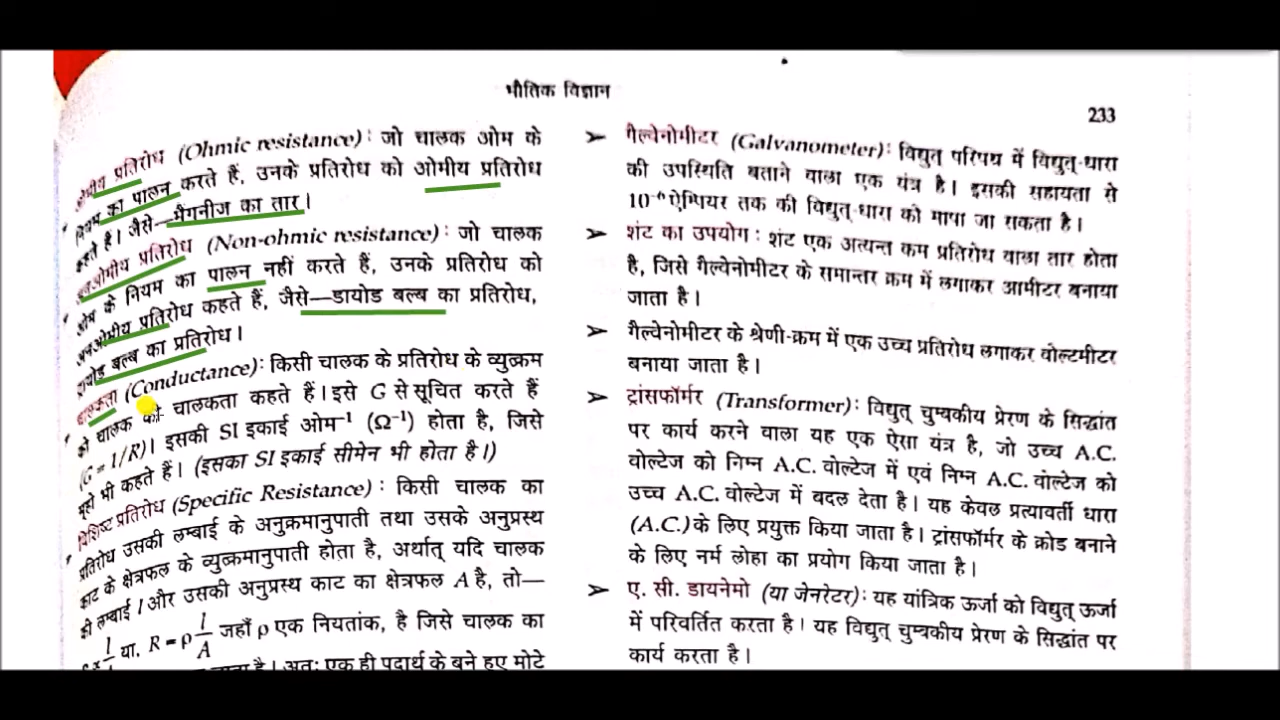 भौतिक विज्ञान
233
ओमीय प्रतिरोध (Ohmic resistance) : जो चालक ओम के
नियम का पालन करते हैं, उनके प्रतिरोध को ओमीय प्रतिरोध
कहते हैं। जैसे—मैंगनीज का तार।
अनओमीय प्रतिरोध (Non-ohmic resistance) : जो चालक
ओम के नियम का पालन नहीं करते हैं, उनके प्रतिरोध को
अनओमीय प्रतिरोध कहते हैं, जैसे—डायोड बल्ब का प्रतिरोध,
बल्ब का प्रतिरोध।
चालकता (Conductance) : किसी चालक के प्रतिरोध के व्युत्क्रम
को चालक की चालकता कहते हैं। इसे G से सूचित करते हैं
(G = 1/R)। इसकी SI इकाई ओम⁻¹ (Ω⁻¹) होता है, जिसे
म्हो भी कहते हैं। (इसका SI इकाई सीमेन भी होता है।)
विशिष्ट प्रतिरोध (Specific Resistance) : किसी चालक का
प्रतिरोध उसकी लम्बाई के अनुक्रमानुपाती तथा उसके अनुप्रस्थ
काट के क्षेत्रफल के व्युत्क्रमानुपाती होता है, अर्थात् यदि चालक
की लम्बाई l और उसकी अनुप्रस्थ काट का क्षेत्रफल A है, तो—
या, R = ρ l/A जहाँ ρ एक नियतांक, है जिसे चालक का
है। अतः एक ही पदार्थ के बने हुए मोटे
➤ गैल्वेनोमीटर (Galvanometer) : विद्युत् परिपथ में विद्युत्-धारा
की उपस्थिति बताने वाला एक यंत्र है। इसकी सहायता से
10⁻⁶ ऐम्पियर तक की विद्युत्-धारा को मापा जा सकता है।
➤ शंट का उपयोग : शंट एक अत्यन्त कम प्रतिरोध वाला तार होता
है, जिसे गैल्वेनोमीटर के समान्तर क्रम में लगाकर आमीटर बनाया
जाता है।
➤ गैल्वेनोमीटर के श्रेणी-क्रम में एक उच्च प्रतिरोध लगाकर वोल्टमीटर
बनाया जाता है।
➤ ट्रांसफॉर्मर (Transformer) : विद्युत् चुम्बकीय प्रेरण के सिद्धांत
पर कार्य करने वाला यह एक ऐसा यंत्र है, जो उच्च A.C.
वोल्टेज को निम्न A.C. वोल्टेज में एवं निम्न A.C. वोल्टेज को
उच्च A.C. वोल्टेज में बदल देता है। यह केवल प्रत्यावर्ती धारा
(A.C.) के लिए प्रयुक्त किया जाता है। ट्रांसफॉर्मर के क्रोड बनाने
के लिए नर्म लोहा का प्रयोग किया जाता है।
➤ ए. सी. डायनेमो (या जेनरेटर) : यह यांत्रिक ऊर्जा को विद्युत् ऊर्जा
में परिवर्तित करता है। यह विद्युत् चुम्बकीय प्रेरण के सिद्धांत पर
कार्य करता है।